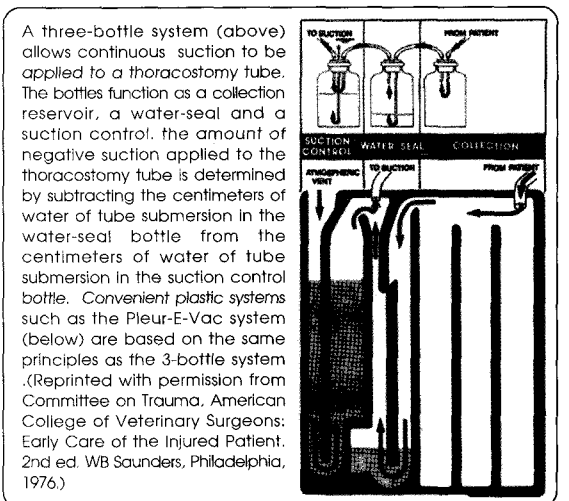 A three-bottle system (above)
allows continuous suction to be
applied to a thoracostomy tube.
The bottles function as a collection
reservoir, a water-seal and a
suction control. the amount of
negative suction applied to the
thoracostomy tube is determined
by subtracting the centimeters of
water of tube submersion in the
water-seal bottle from the
centimeters of water of tube
submersion in the suction control
bottle. Convenient plastic systems
such as the Pleur-E-Vac system
(below) are based on the same
principles as the 3-bottle system
.(Reprinted with permission from
Committee on Trauma, American
College of Veterinary Surgeons:
Early Care of the Injured Patient.
2nd ed. WB Saunders, Philadelphia,
1976.)
TO SUCTION
FROM PATIENT
SUCTION CONTROL
WATER SEAL
COLLECTION
ATMOSPHERIC VENT
TO SUCTION
FROM PATIENT